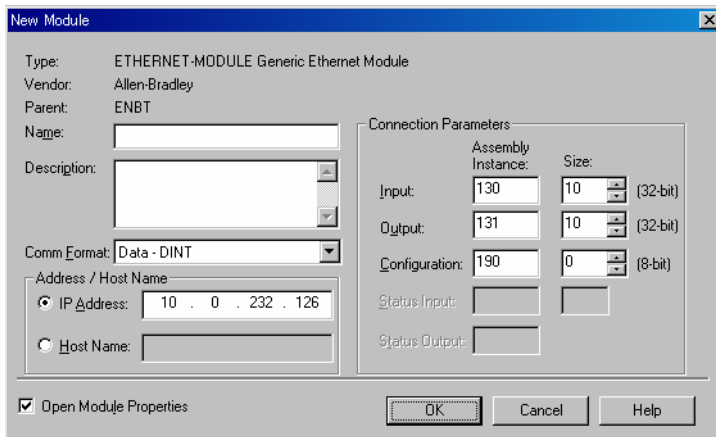 New Module
Type: ETHERNET-MODULE Generic Ethernet Module
Vendor: Allen-Bradley
Parent: ENBT
Name:
Description:
Comm Format: Data - DINT
Address / Host Name
IP Address: 10 . 0 . 232 . 126
Host Name:
Connection Parameters
Assembly Instance: Size:
Input: 130 10 (32-bit)
Output: 131 10 (32-bit)
Configuration: 190 0 (8-bit)
Status Input:
Status Output:
Open Module Properties
OK Cancel Help